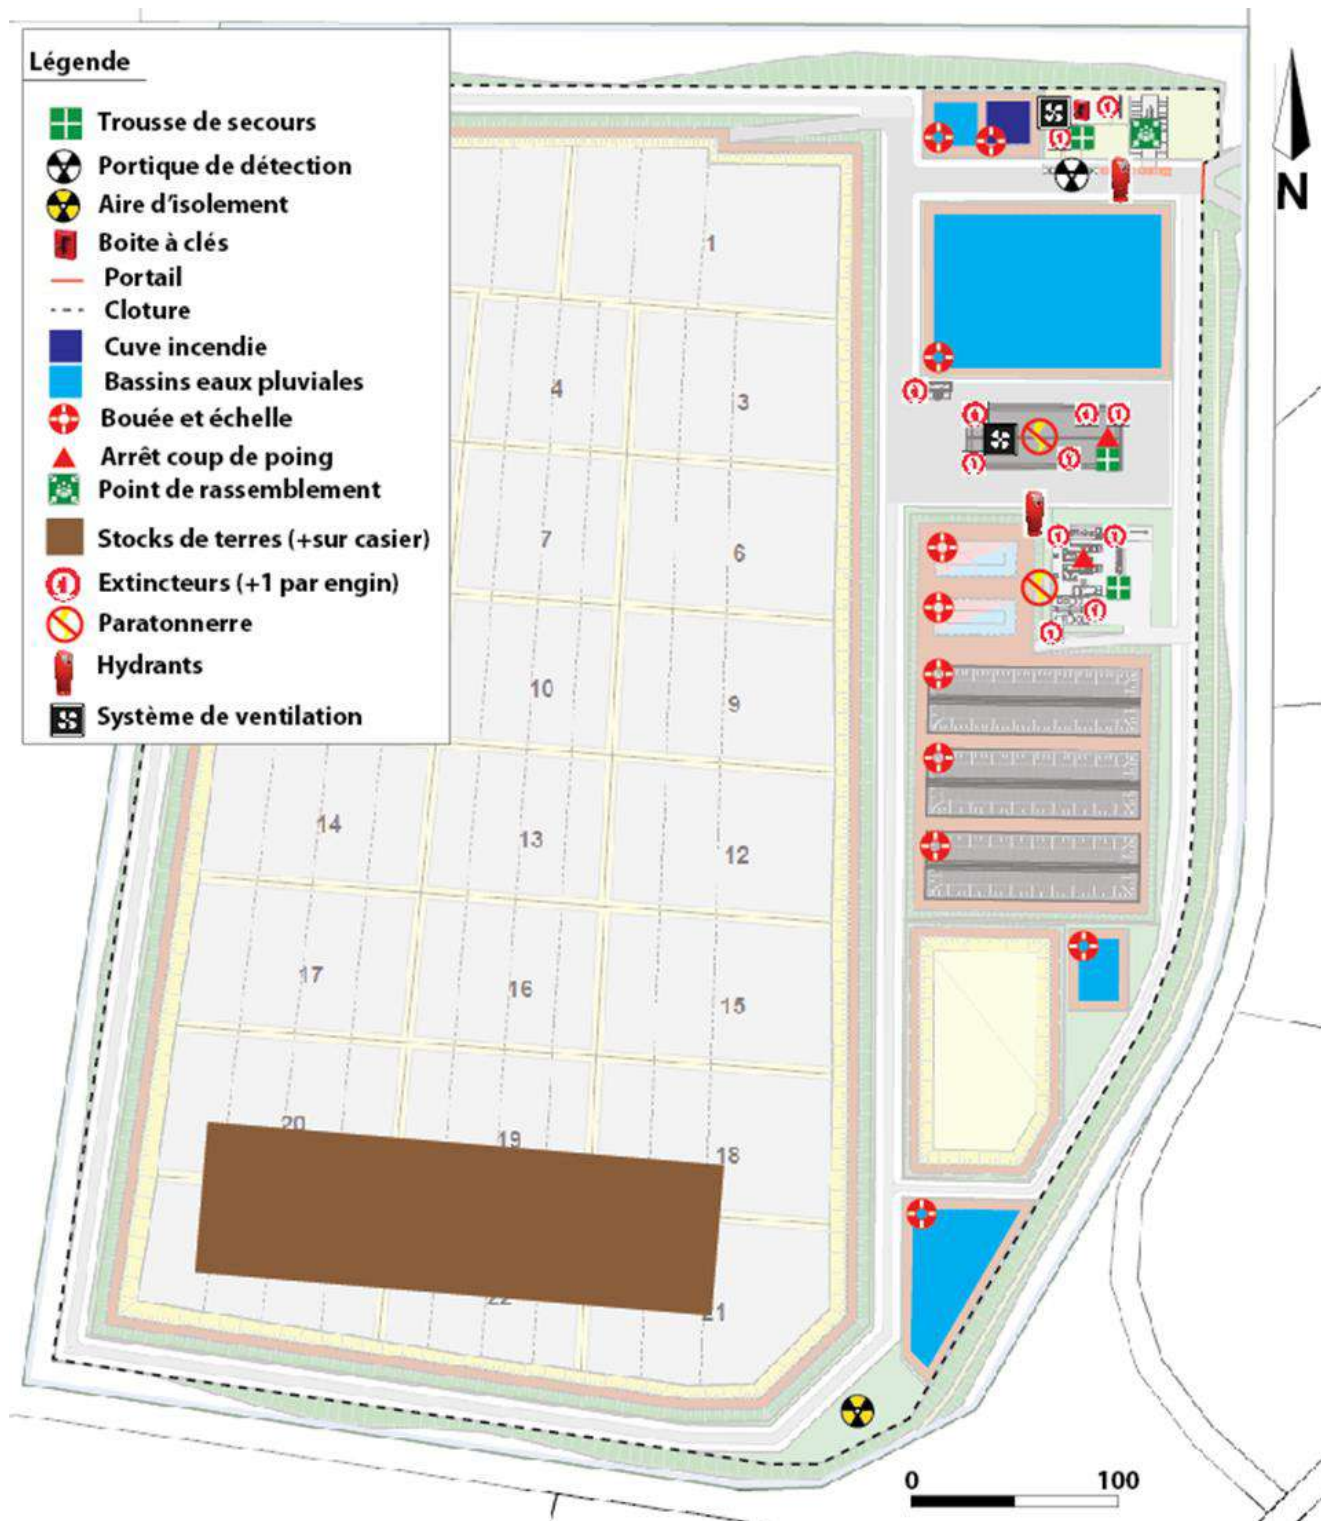 Légende
Trousse de secours
Portique de détection
Aire d'isolement
Boite à clés
Portail
Cloture
Cuve incendie
Bassins eaux pluviales
Bouée et échelle
Arrêt coup de poing
Point de rassemblement
Stocks de terres (+sur casier)
Extincteurs (+1 par engin)
Paratonnerre
Hydrants
Système de ventilation
N
1
4
3
7
6
10
9
14
13
12
17
16
15
20
19
18
22
21
0 100